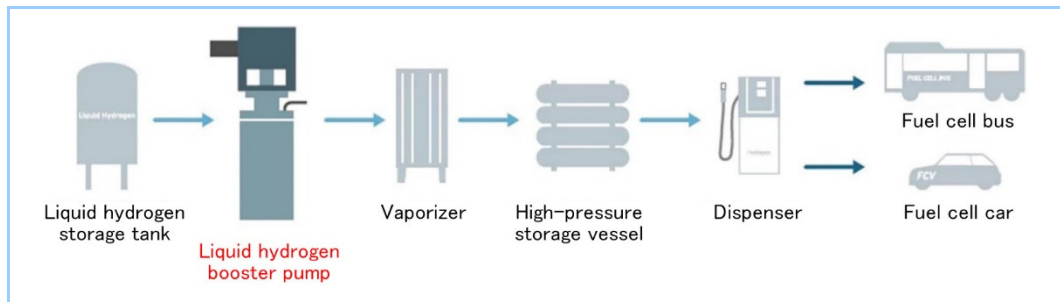 Liquid Hydrogen
FUEL CELL BUS
Fuel cell bus
Hydrogen
FCV
Liquid hydrogen
storage tank
Liquid hydrogen
booster pump
Vaporizer
High-pressure
storage vessel
Dispenser
Fuel cell car